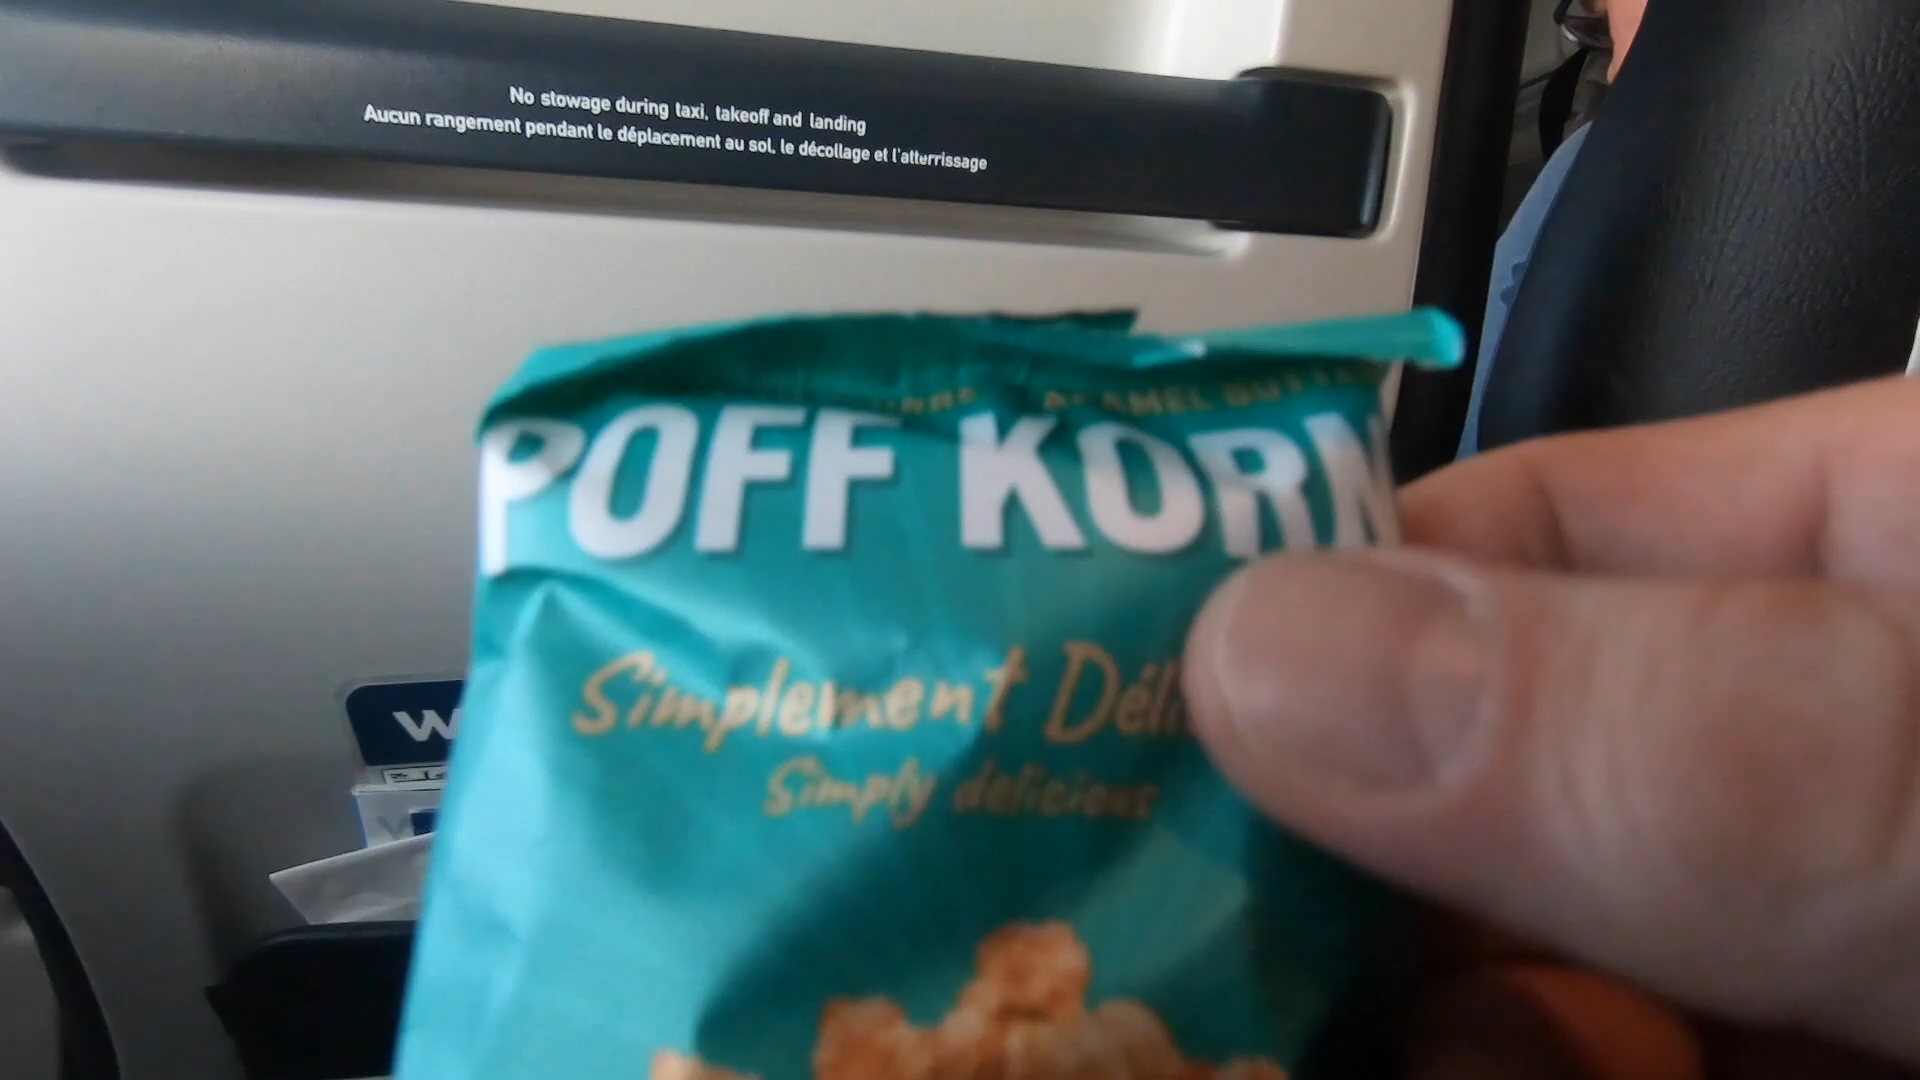 No stowage during taxi, takeoff and landing
Aucun rangement pendant le déplacement au sol, le décollage et l'atterrissage
BUTTER
POFF KORN
Simplement Déli
Simply delicious
W